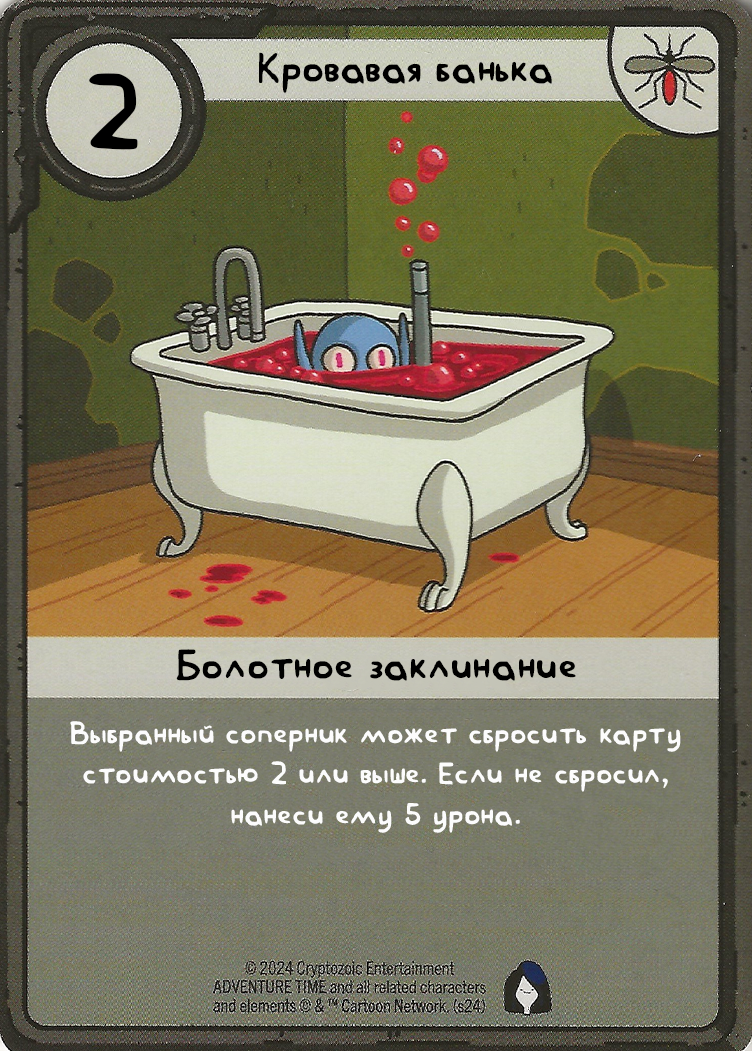 2
Кровавая банька
Болотное заклинание
Выбранный соперник может сбросить карту
стоимостью 2 или выше. Если не сбросил,
нанеси ему 5 урона.
© 2024 Cryptozoic Entertainment
ADVENTURE TIME and all related characters
and elements © & ™ Cartoon Network. (s24)